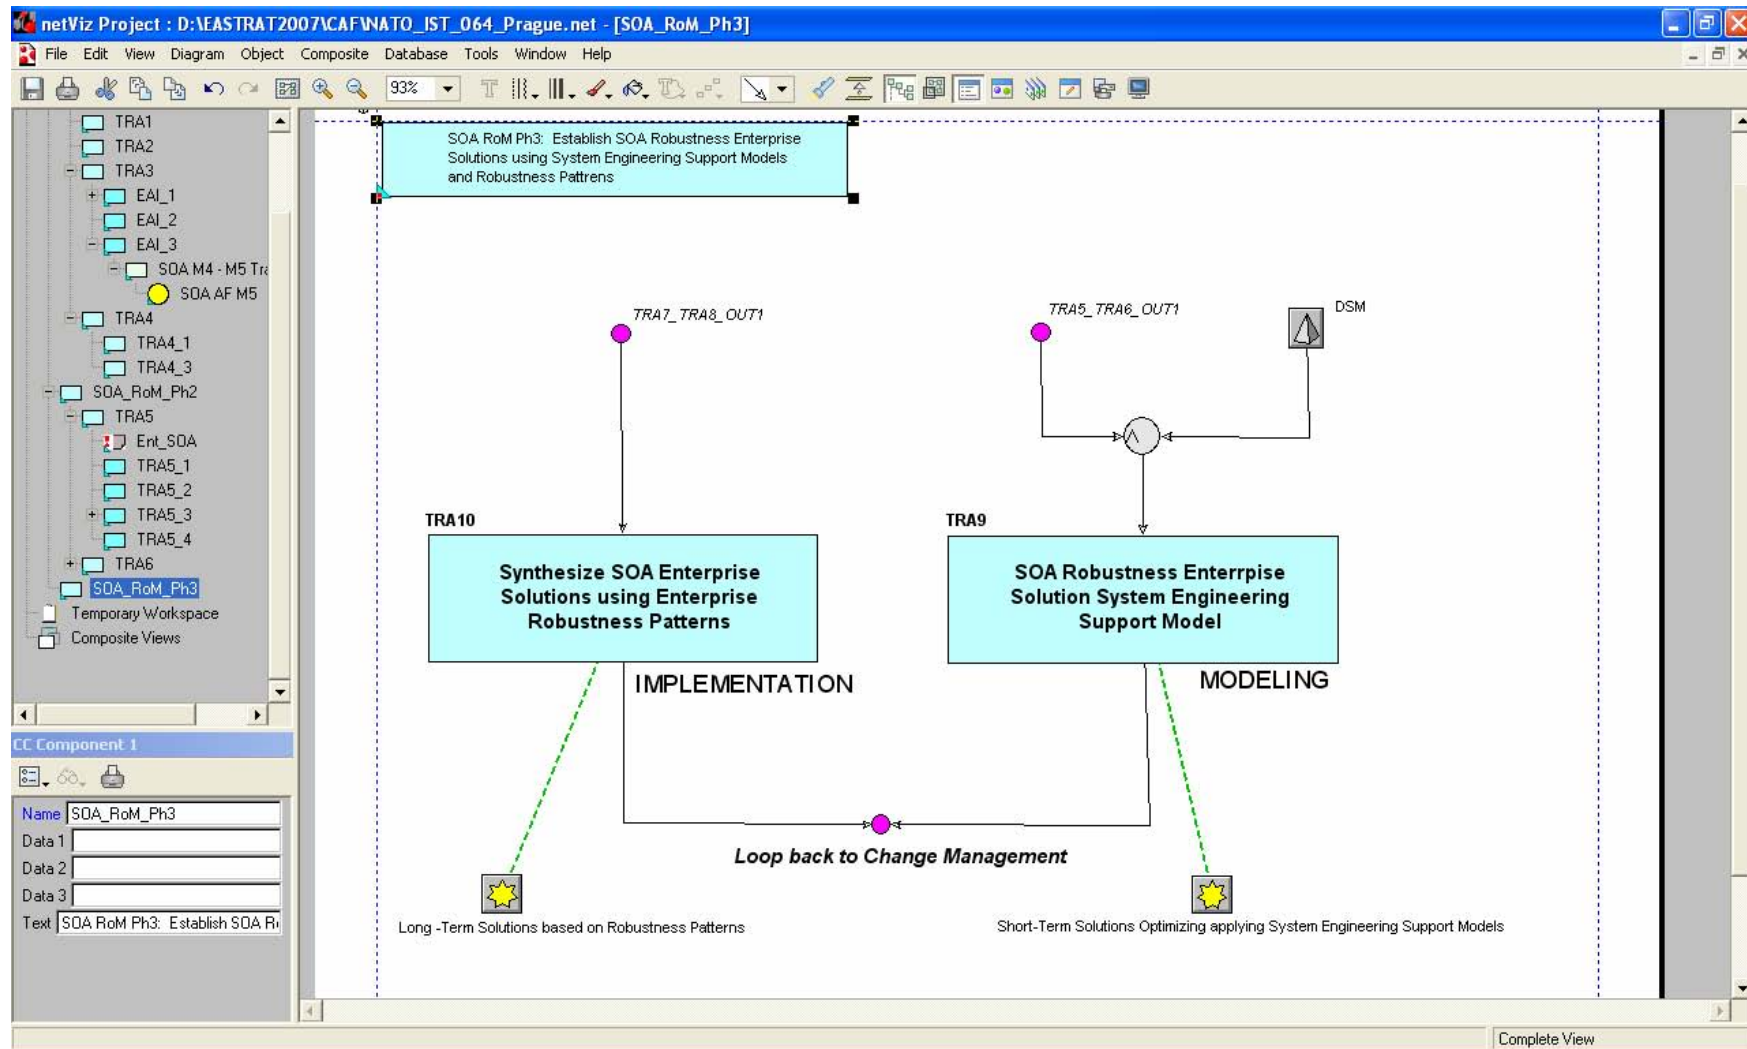 netViz Project : D:\EASTRAT2007\CAF\NATO_IST_064_Prague.net - [SOA_RoM_Ph3]
File Edit View Diagram Object Composite Database Tools Window Help
93%
TRA1
TRA2
TRA3
EAI_1
EAI_2
EAI_3
SOA M4 - M5 Tra
SOA AF M5
TRA4
TRA4_1
TRA4_3
SOA_RoM_Ph2
TRA5
Ent_SOA
TRA5_1
TRA5_2
TRA5_3
TRA5_4
TRA6
SOA_RoM_Ph3
Temporary Workspace
Composite Views
CC Component 1
Name SOA_RoM_Ph3
Data 1
Data 2
Data 3
Text SOA RoM Ph3: Establish SOA R
SOA RoM Ph3: Establish SOA Robustness Enterprise
Solutions using System Engineering Support Models
and Robustness Pattrens
TRA7_TRA8_OUT1
TRA5_TRA6_OUT1
DSM
TRA10
Synthesize SOA Enterprise
Solutions using Enterprise
Robustness Patterns
IMPLEMENTATION
TRA9
SOA Robustness Enterrpise
Solution System Engineering
Support Model
MODELING
Loop back to Change Management
Long -Term Solutions based on Robustness Patterns
Short-Term Solutions Optimizing applying System Engineering Support Models
Complete View